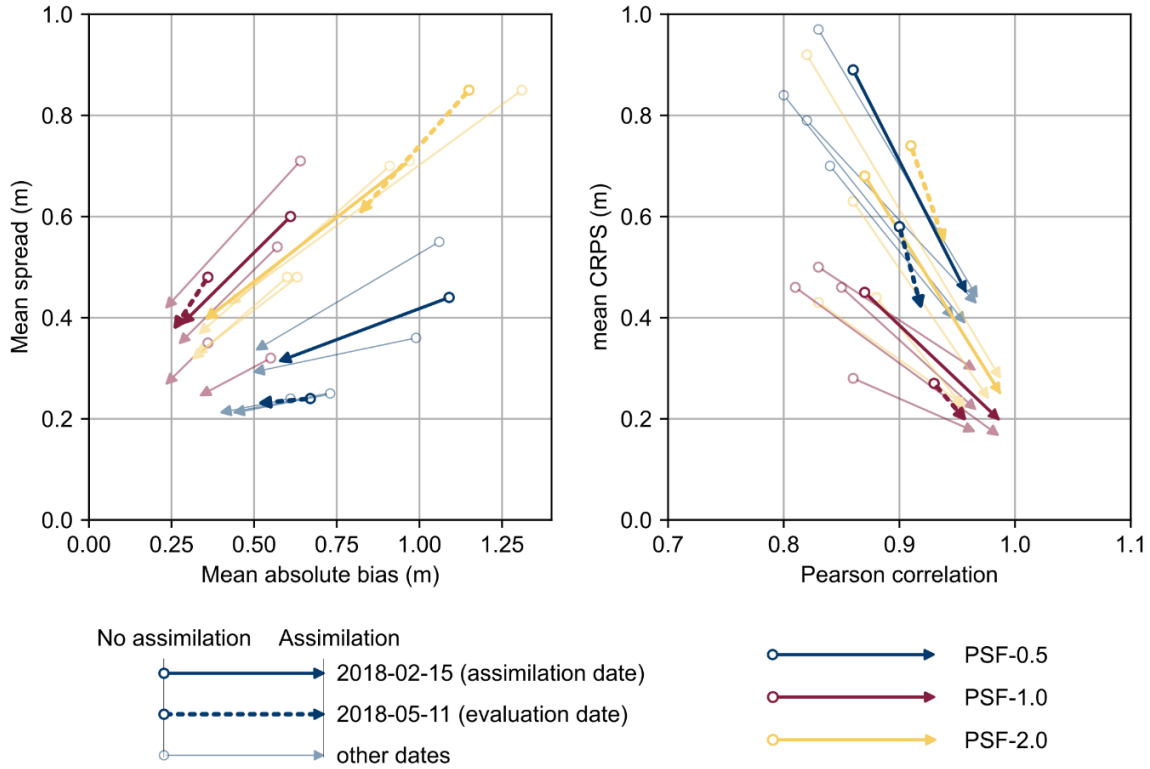 1.0
0.8
0.6
0.4
0.2
0.0
Mean spread (m)
0.00 0.25 0.50 0.75 1.00 1.25
Mean absolute bias (m)
1.0
0.8
0.6
0.4
0.2
0.0
mean CRPS (m)
0.7 0.8 0.9 1.0 1.1
Pearson correlation
No assimilation Assimilation
2018-02-15 (assimilation date)
2018-05-11 (evaluation date)
other dates
PSF-0.5
PSF-1.0
PSF-2.0